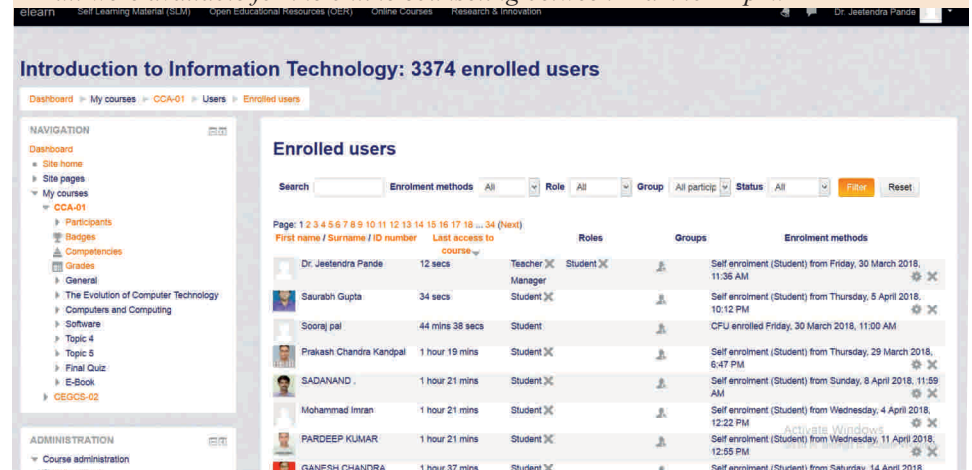 elearn Self Learning Material (SLM) Open Educational Resources (OER) Online Courses Research & Innovation Dr. Jeetendra Pande
Introduction to Information Technology: 3374 enrolled users
Dashboard My courses CCA-01 Users Enrolled users
NAVIGATION
Dashboard
Site home
Site pages
My courses
CCA-01
Participants
Badges
Competencies
Grades
General
The Evolution of Computer Technology
Computers and Computing
Software
Topic 4
Topic 5
Final Quiz
E-Book
CEGCS-02
ADMINISTRATION
Course administration
Enrolled users
Search Enrolment methods All Role All Group All particip Status All Filter Reset
Page: 1 2 3 4 5 6 7 8 9 10 11 12 13 14 15 16 17 18 ... 34 (Next)
First name / Surname / ID number Last access to course Roles Groups Enrolment methods
Dr. Jeetendra Pande 12 secs Teacher Student Self enrolment (Student) from Friday, 30 March 2018,
Manager 11:36 AM
Saurabh Gupta 34 secs Student Self enrolment (Student) from Thursday, 5 April 2018,
10:12 PM
Sooraj pal 44 mins 38 secs Student CFU enrolled Friday, 30 March 2018, 11:00 AM
Prakash Chandra Kandpal 1 hour 19 mins Student Self enrolment (Student) from Thursday, 29 March 2018,
6:47 PM
SADANAND . 1 hour 21 mins Student Self enrolment (Student) from Sunday, 8 April 2018, 11:59
AM
Mohammad Imran 1 hour 21 mins Student Self enrolment (Student) from Wednesday, 4 April 2018,
12:22 PM
Activate Windows
PARDEEP KUMAR 1 hour 21 mins Student Self enrolment (Student) from Wednesday, 11 April 2018,
12:55 PM
GANESH CHANDRA 1 hour 37 mins Student Self enrolment (Student) from Saturday, 14 April 2018,